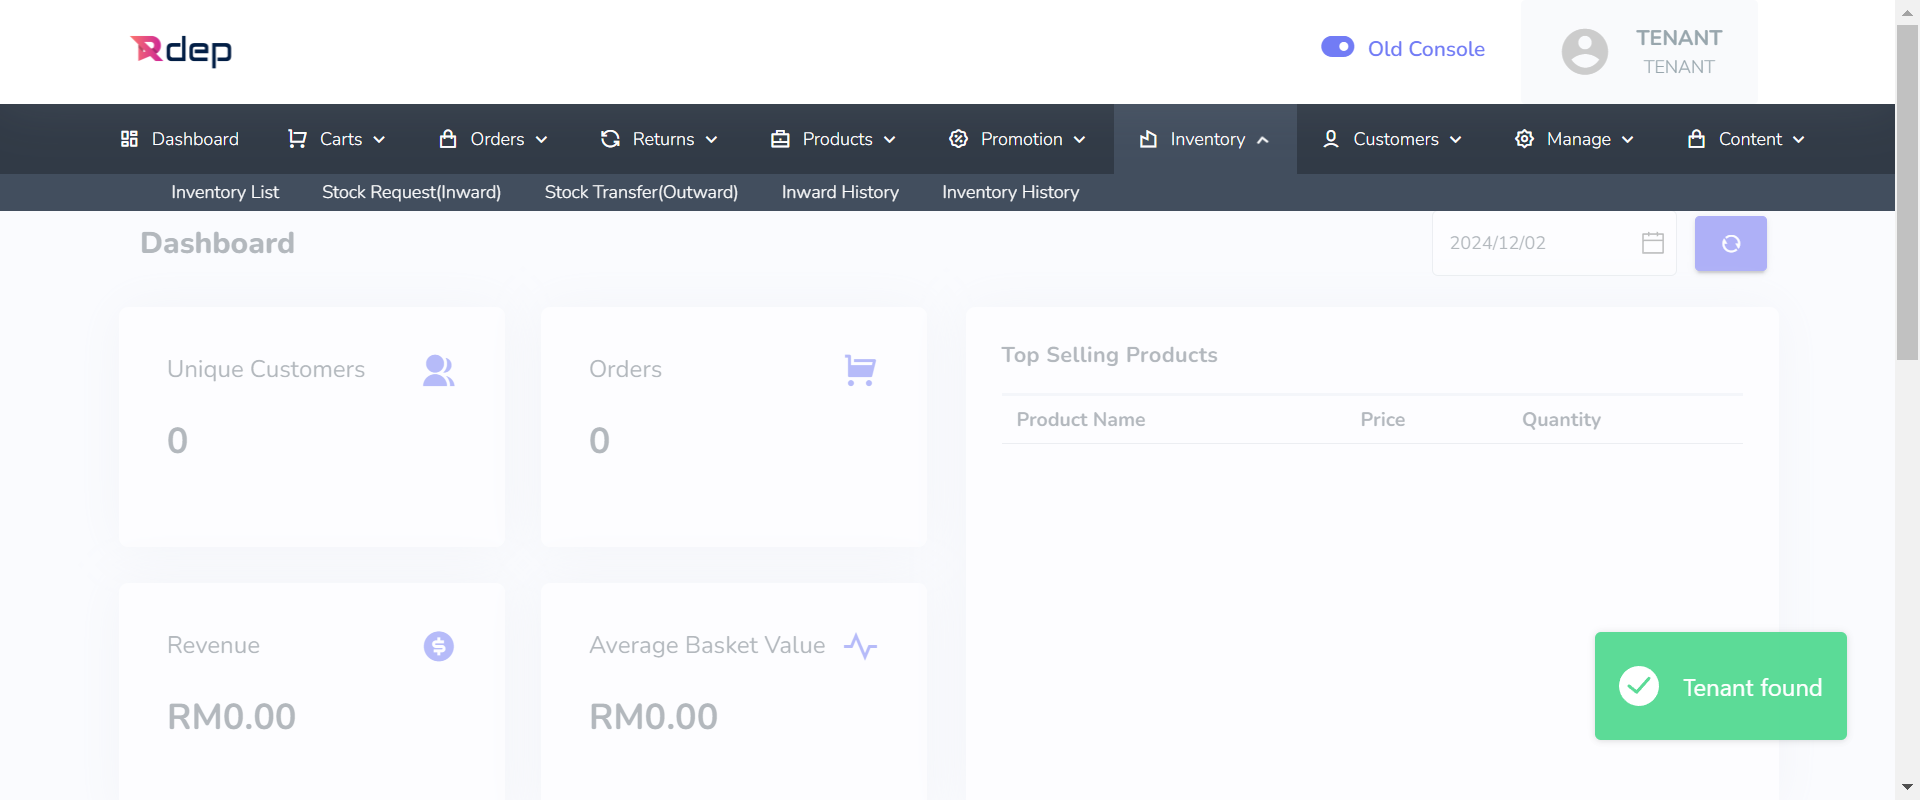 Rdep
Old Console
TENANT
TENANT
Dashboard Carts Orders Returns Products Promotion Inventory Customers Manage Content
Inventory List Stock Request(Inward) Stock Transfer(Outward) Inward History Inventory History
Dashboard
2024/12/02
Unique Customers
0
Orders
0
Top Selling Products
Product Name Price Quantity
Revenue
RM0.00
Average Basket Value
RM0.00
Tenant found